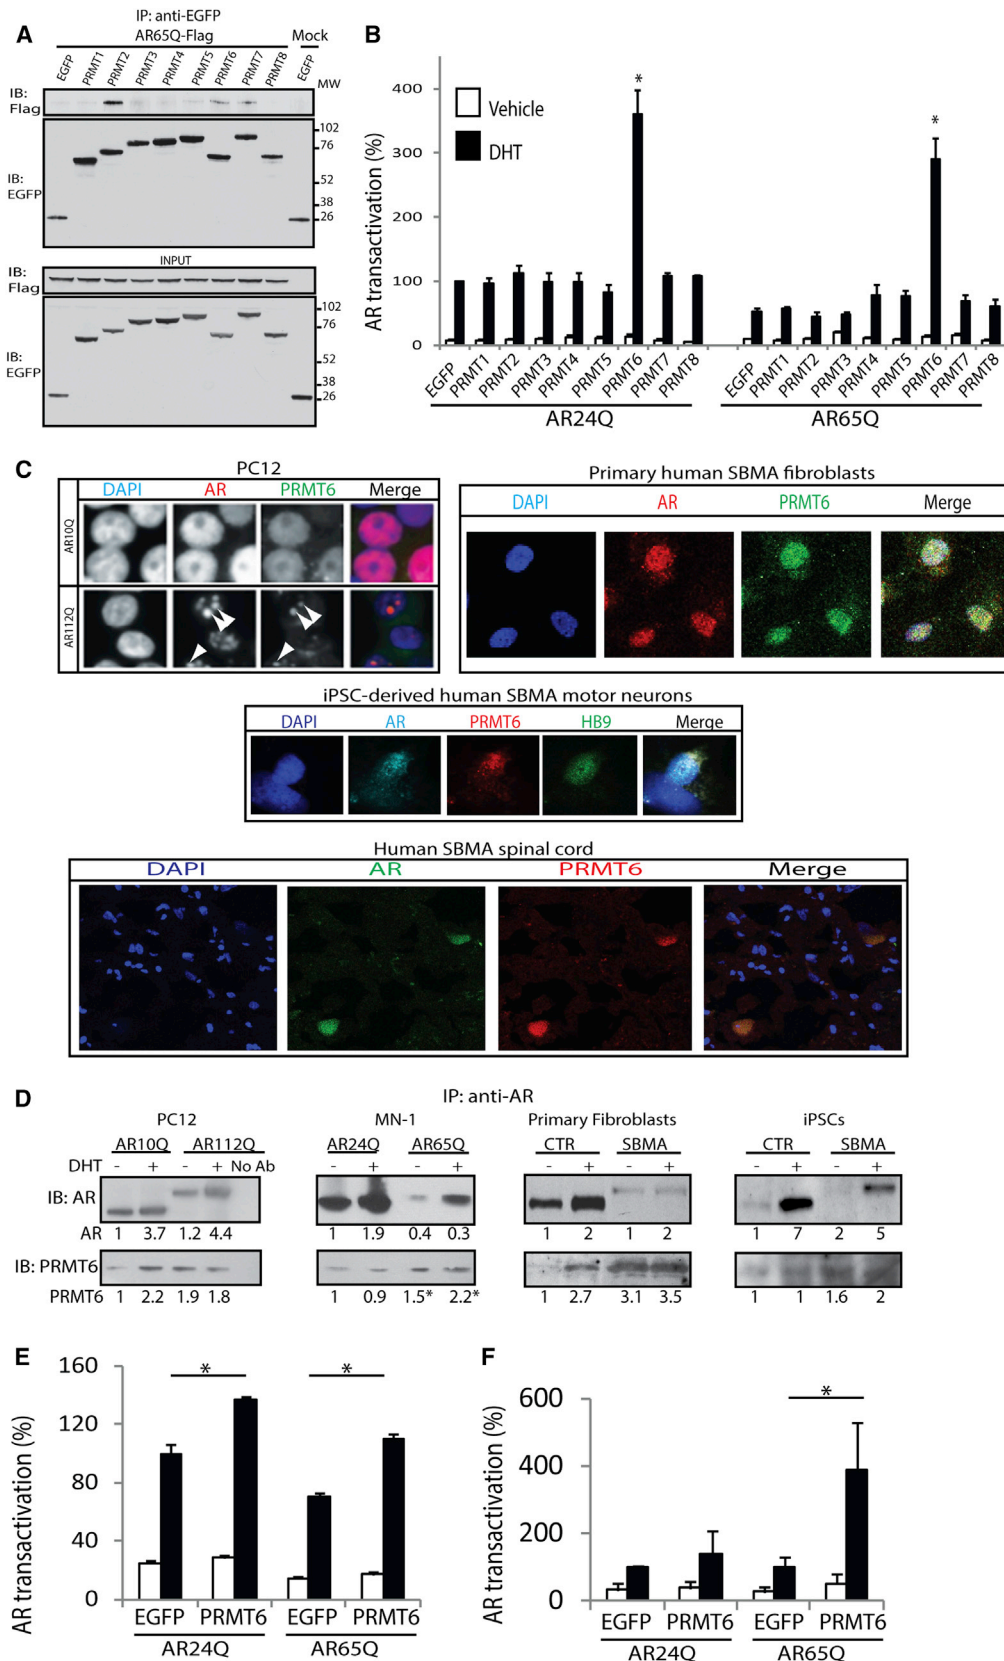 A
IP: anti-EGFP
AR65Q-Flag Mock
EGFP PRMT1 PRMT2 PRMT3 PRMT4 PRMT5 PRMT6 PRMT7 PRMT8 EGFP
MW
IB: Flag
IB: EGFP
102
76
52
38
26
INPUT
IB: Flag
IB: EGFP
102
76
52
38
26
B
AR transactivation (%)
400
300
200
100
0
Vehicle
DHT
* *
EGFP PRMT1 PRMT2 PRMT3 PRMT4 PRMT5 PRMT6 PRMT7 PRMT8 EGFP PRMT1 PRMT2 PRMT3 PRMT4 PRMT5 PRMT6 PRMT7 PRMT8
AR24Q AR65Q
C
PC12
DAPI AR PRMT6 Merge
AR10Q
AR112Q
Primary human SBMA fibroblasts
DAPI AR PRMT6 Merge
iPSC-derived human SBMA motor neurons
DAPI AR PRMT6 HB9 Merge
Human SBMA spinal cord
DAPI AR PRMT6 Merge
D
IP: anti-AR
PC12 MN-1 Primary Fibroblasts iPSCs
AR10Q AR112Q AR24Q AR65Q CTR SBMA CTR SBMA
DHT - + - + No Ab - + - + - + - + - + - +
IB: AR
AR 1 3.7 1.2 4.4 1 1.9 0.4 0.3 1 2 1 2 1 7 2 5
IB: PRMT6
PRMT6 1 2.2 1.9 1.8 1 0.9 1.5* 2.2* 1 2.7 3.1 3.5 1 1 1.6 2
E
AR transactivation (%)
160
120
80
40
0
* *
EGFP PRMT6 EGFP PRMT6
AR24Q AR65Q
F
AR transactivation (%)
600
400
200
0
*
EGFP PRMT6 EGFP PRMT6
AR24Q AR65Q